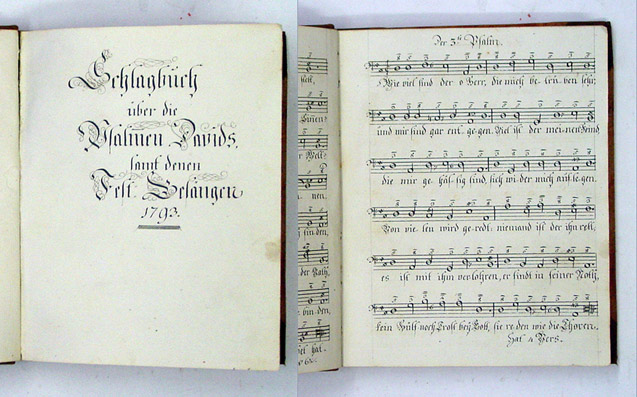 Schlagbuch
über die
Psalmen Davids,
samt denen
Fest Gesängen
1793.
Der 3te Psalm.
Wie viel sind der o Herr, die mich be-trü-ben sehr,
und mir sind gar ent-ge-gen. Viel ist der mei-nen Feind
die mir ge-häs-sig sind, sich wi-der mich auf-le-gen.
Von vie-len wird ge-redt, niemand ist der ihn rett,
es ist mit ihm verlohren, er findt in seiner Noth,
kein Hülf noch Trost bey Gott, sie re-den wie die Thoren.
Hat 4 Vers.